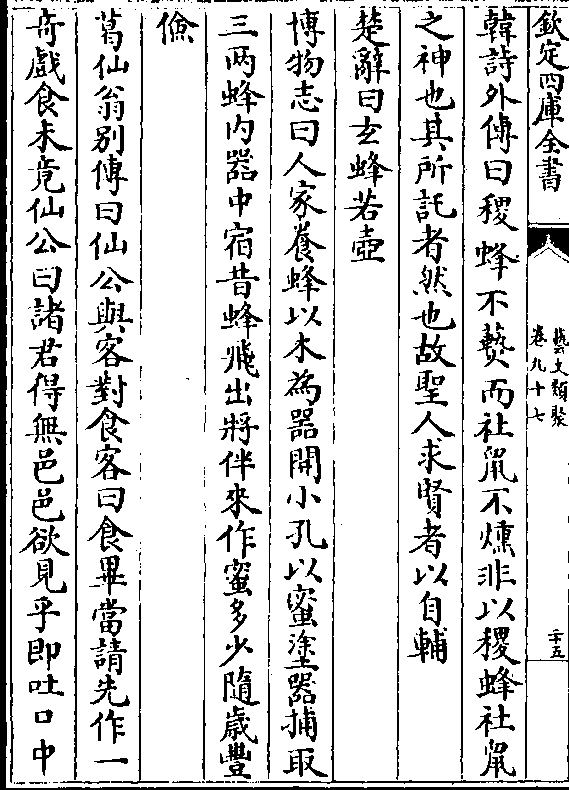 欽定四庫全書
藝文類聚
卷九十七
二十五
韓詩外傳曰稷蜂不爇而社鼠不燻非以稷蜂社鼠
之神也其所託者然也故聖人求賢者以自輔
楚辭曰玄蜂若壺
博物志曰人家養蜂以木為器開小孔以蜜塗器捕取
三两蜂内器中宿昔蜂飛出將伴來作蜜多少隨歲豐
儉
葛仙翁别傳曰仙公與客對食客曰食畢當請先作一
奇戲食未竟仙公曰諸君得無邑邑欲見乎即吐口中